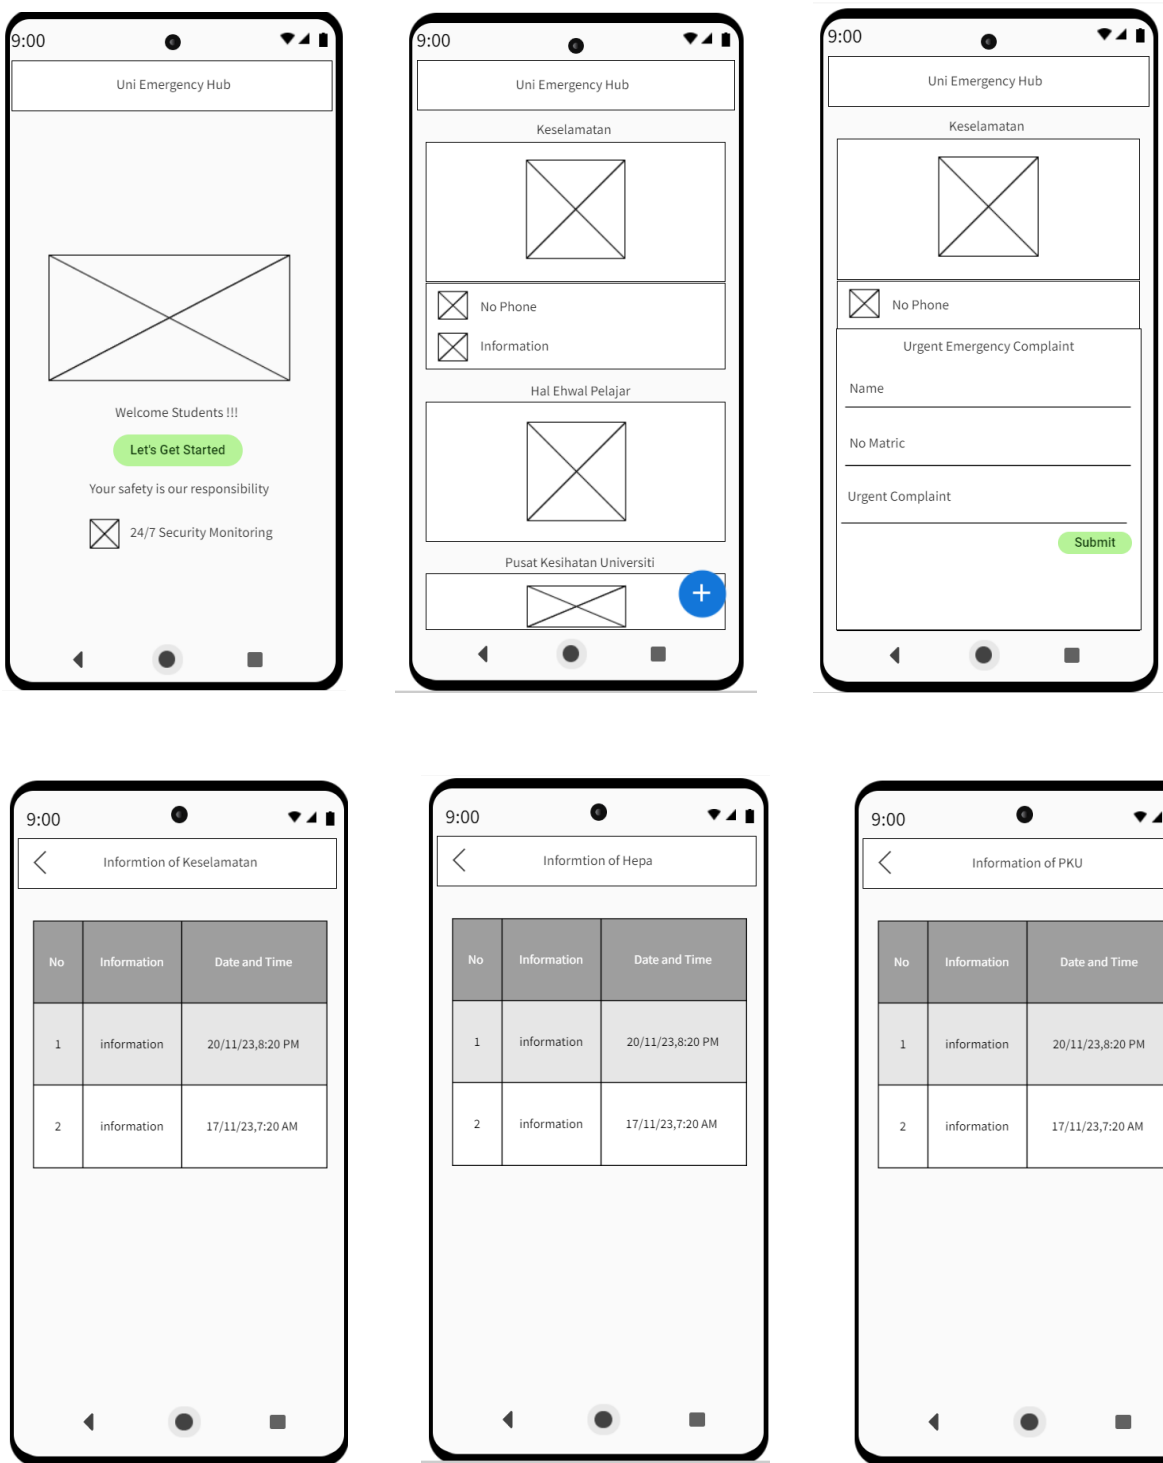 9:00
Uni Emergency Hub
Welcome Students !!!
Let's Get Started
Your safety is our responsibility
24/7 Security Monitoring
9:00
Uni Emergency Hub
Keselamatan
No Phone
Information
Hal Ehwal Pelajar
Pusat Kesihatan Universiti
+
9:00
Uni Emergency Hub
Keselamatan
No Phone
Urgent Emergency Complaint
Name
No Matric
Urgent Complaint
Submit
9:00
Informtion of Keselamatan
No Information Date and Time
1 information 20/11/23,8:20 PM
2 information 17/11/23,7:20 AM
9:00
Informtion of Hepa
No Information Date and Time
1 information 20/11/23,8:20 PM
2 information 17/11/23,7:20 AM
9:00
Information of PKU
No Information Date and Time
1 information 20/11/23,8:20 PM
2 information 17/11/23,7:20 AM